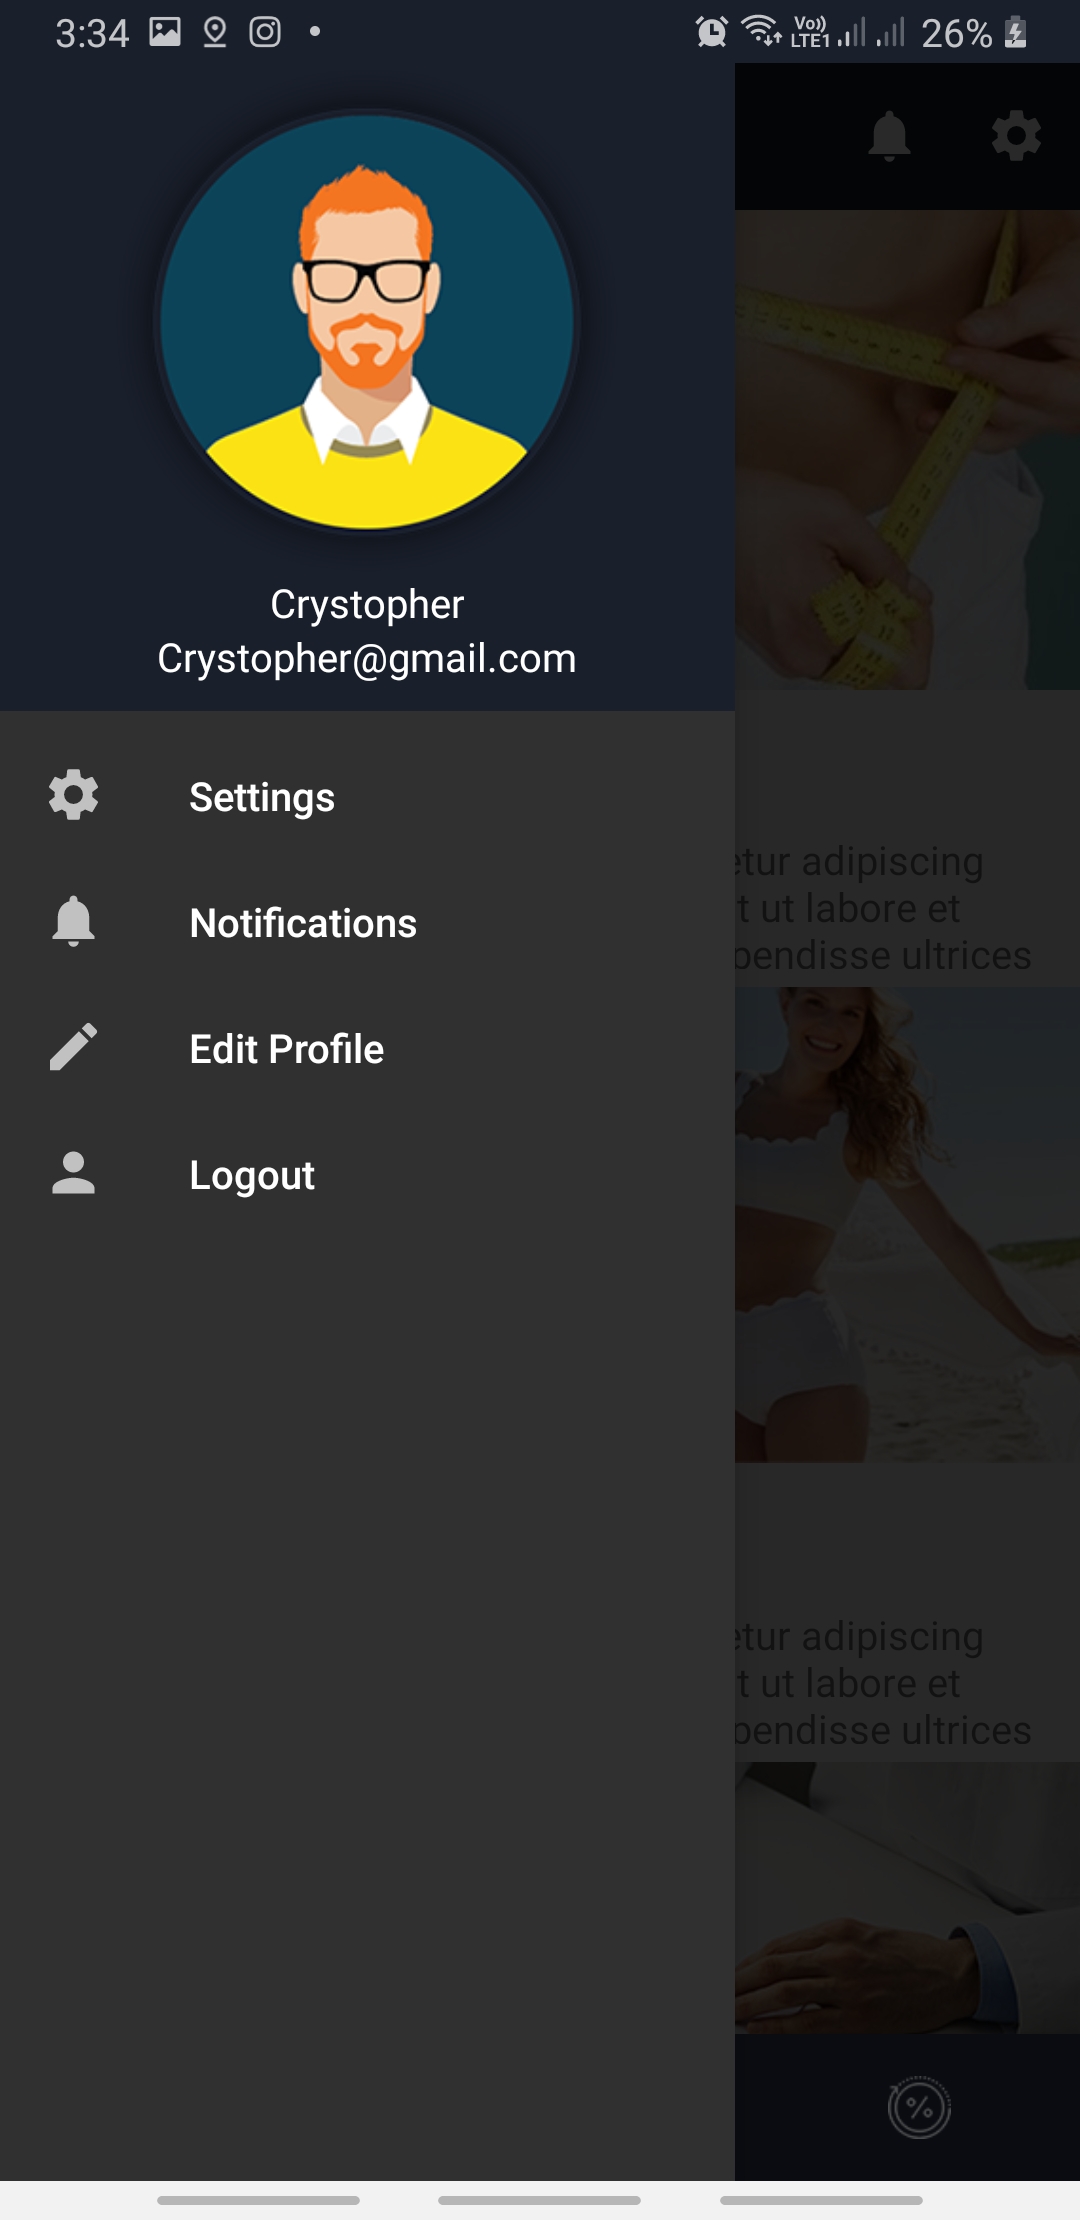 3:34
Vo)) LTE1 26%
Crystopher
Crystopher@gmail.com
Settings
Notifications
Edit Profile
Logout
etur adipiscing
t ut labore et
pendisse ultrices
etur adipiscing
t ut labore et
pendisse ultrices
%